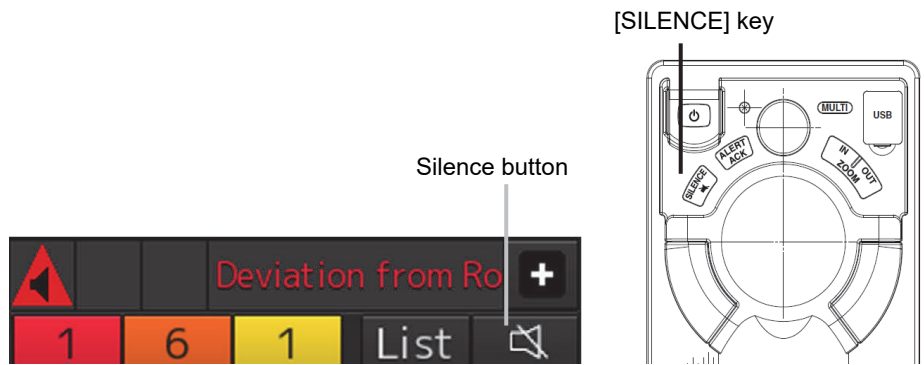 [SILENCE] key
MULTI
USB
ALERT
ACK
IN
OUT
ZOOM
SILENCE
Silence button
Deviation from Ro
1 6 1 List